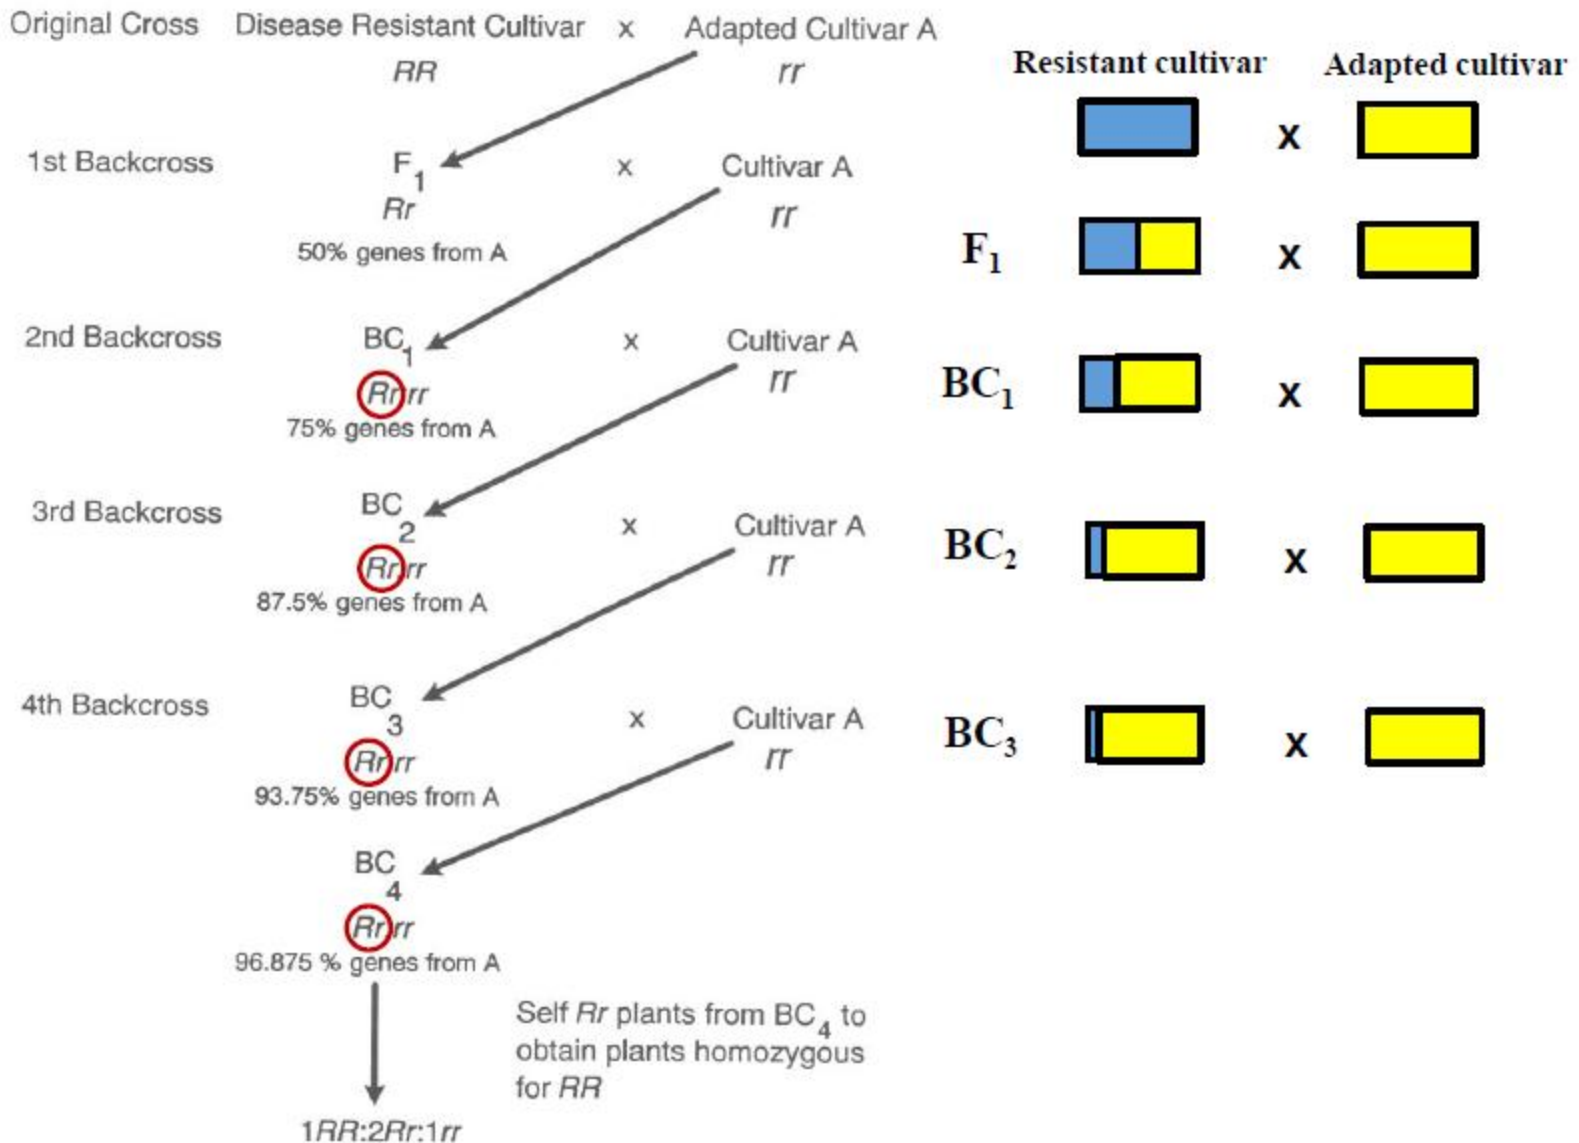 Original Cross Disease Resistant Cultivar x Adapted Cultivar A
RR rr
1st Backcross F1 x Cultivar A
Rr rr
50% genes from A
2nd Backcross BC1 x Cultivar A
Rr rr rr
75% genes from A
3rd Backcross BC2 x Cultivar A
Rr rr rr
87.5% genes from A
4th Backcross BC3 x Cultivar A
Rr rr rr
93.75% genes from A
BC4
Rr rr
96.875 % genes from A
Self Rr plants from BC4 to
obtain plants homozygous
for RR
1RR:2Rr:1rr
Resistant cultivar Adapted cultivar
x
F1 x
BC1 x
BC2 x
BC3 x